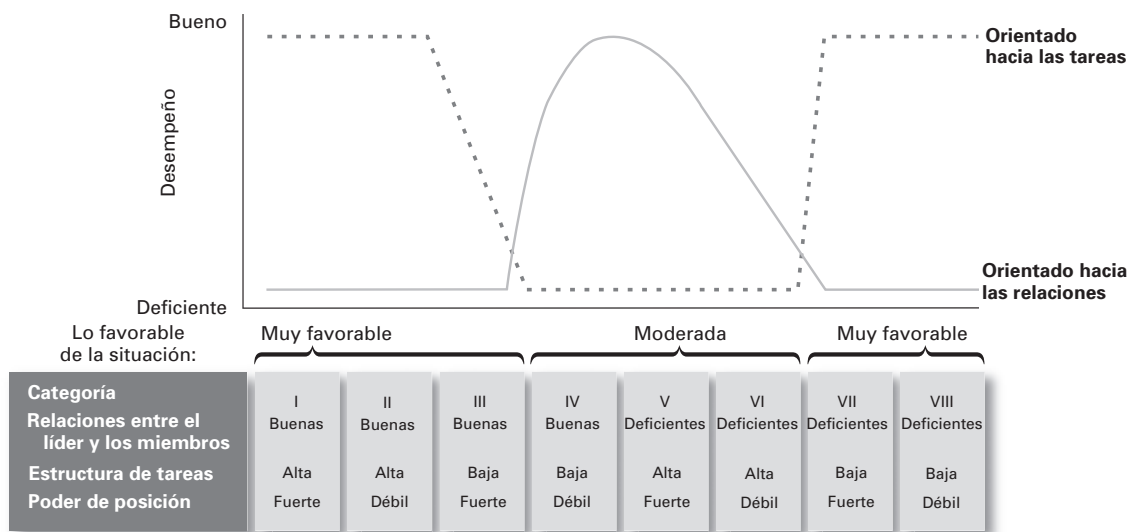 Bueno
Desempeño
Deficiente
Orientado
hacia las tareas
Orientado hacia
las relaciones
Lo favorable
de la situación:
Muy favorable
Moderada
Muy favorable
Categoría
I II III IV V VI VII VIII
Relaciones entre el
líder y los miembros
Buenas Buenas Buenas Buenas Deficientes Deficientes Deficientes Deficientes
Estructura de tareas
Alta Alta Baja Baja Alta Alta Baja Baja
Poder de posición
Fuerte Débil Fuerte Débil Fuerte Débil Fuerte Débil